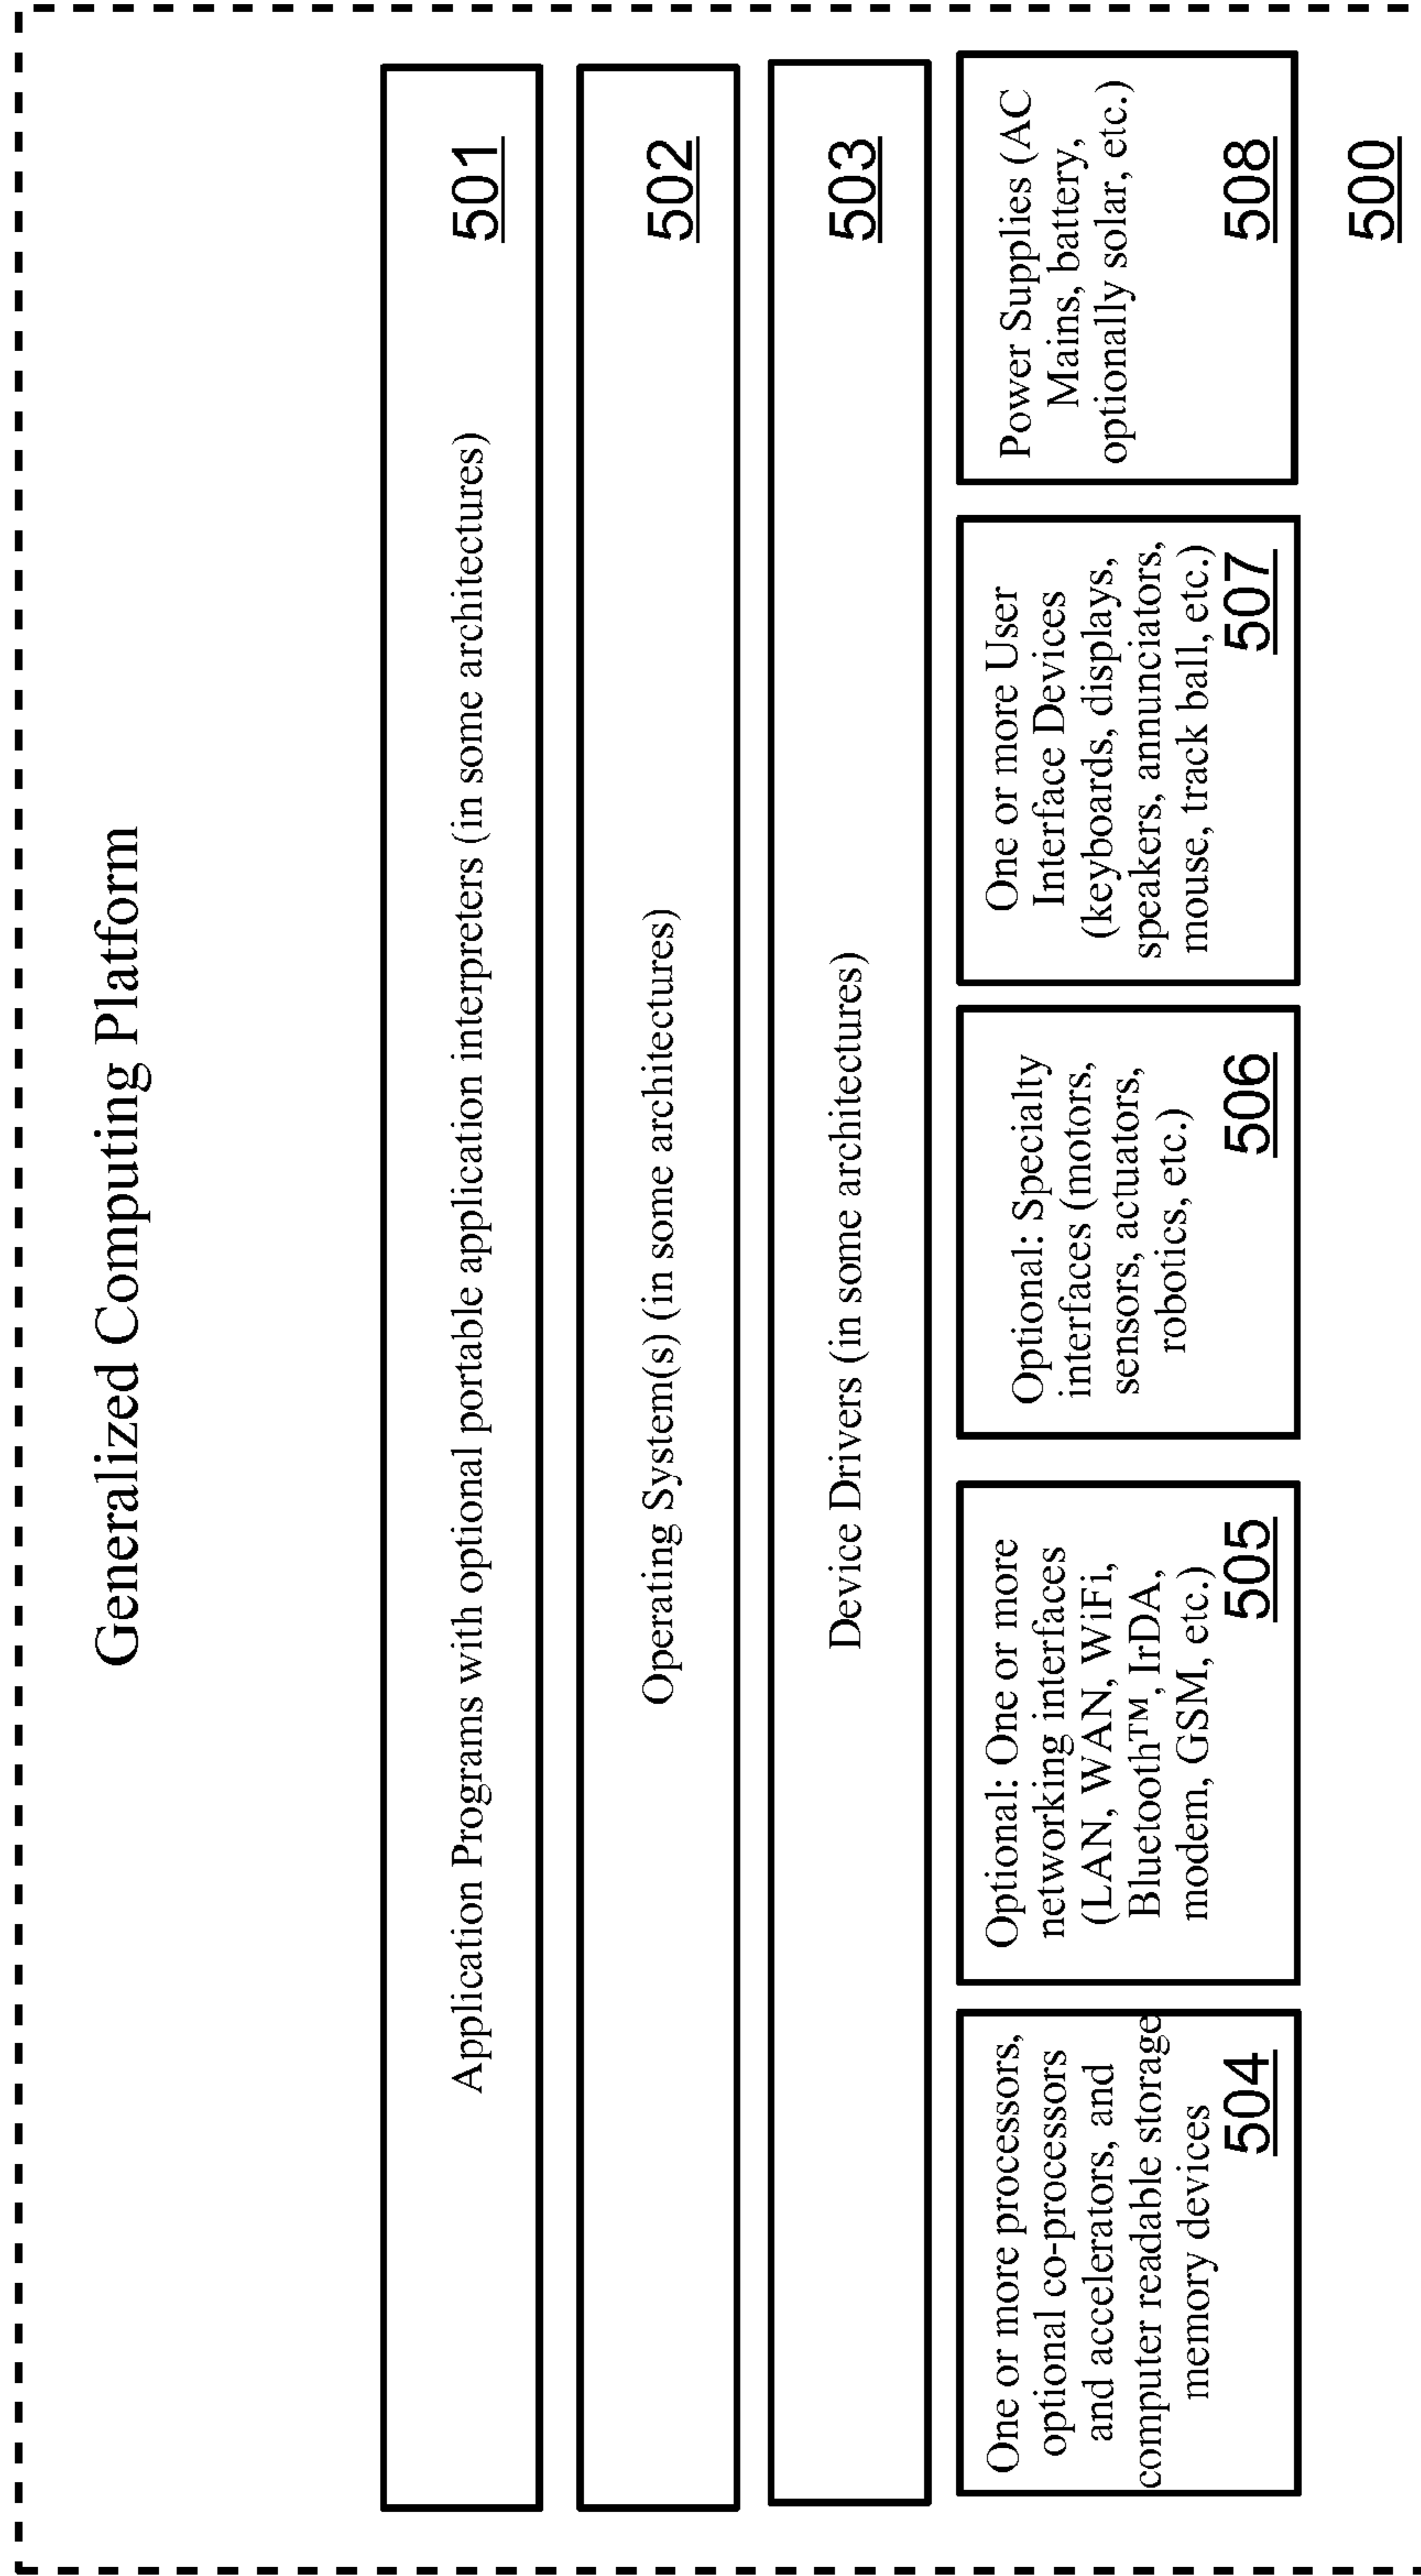 Generalized Computing Platform
Application Programs with optional portable application interpreters (in some architectures)
501
Operating System(s) (in some architectures)
502
Device Drivers (in some architectures)
503
One or more processors,
optional co-processors
and accelerators, and
computer readable storage
memory devices
504
Optional: One or more
networking interfaces
(LAN, WAN, WiFi,
Bluetooth™, IrDA,
modem, GSM, etc.)
505
Optional: Specialty
interfaces (motors,
sensors, actuators,
robotics, etc.)
506
One or more User
Interface Devices
(keyboards, displays,
speakers, annunciators,
mouse, track ball, etc.)
507
Power Supplies (AC
Mains, battery,
optionally solar, etc.)
508
500